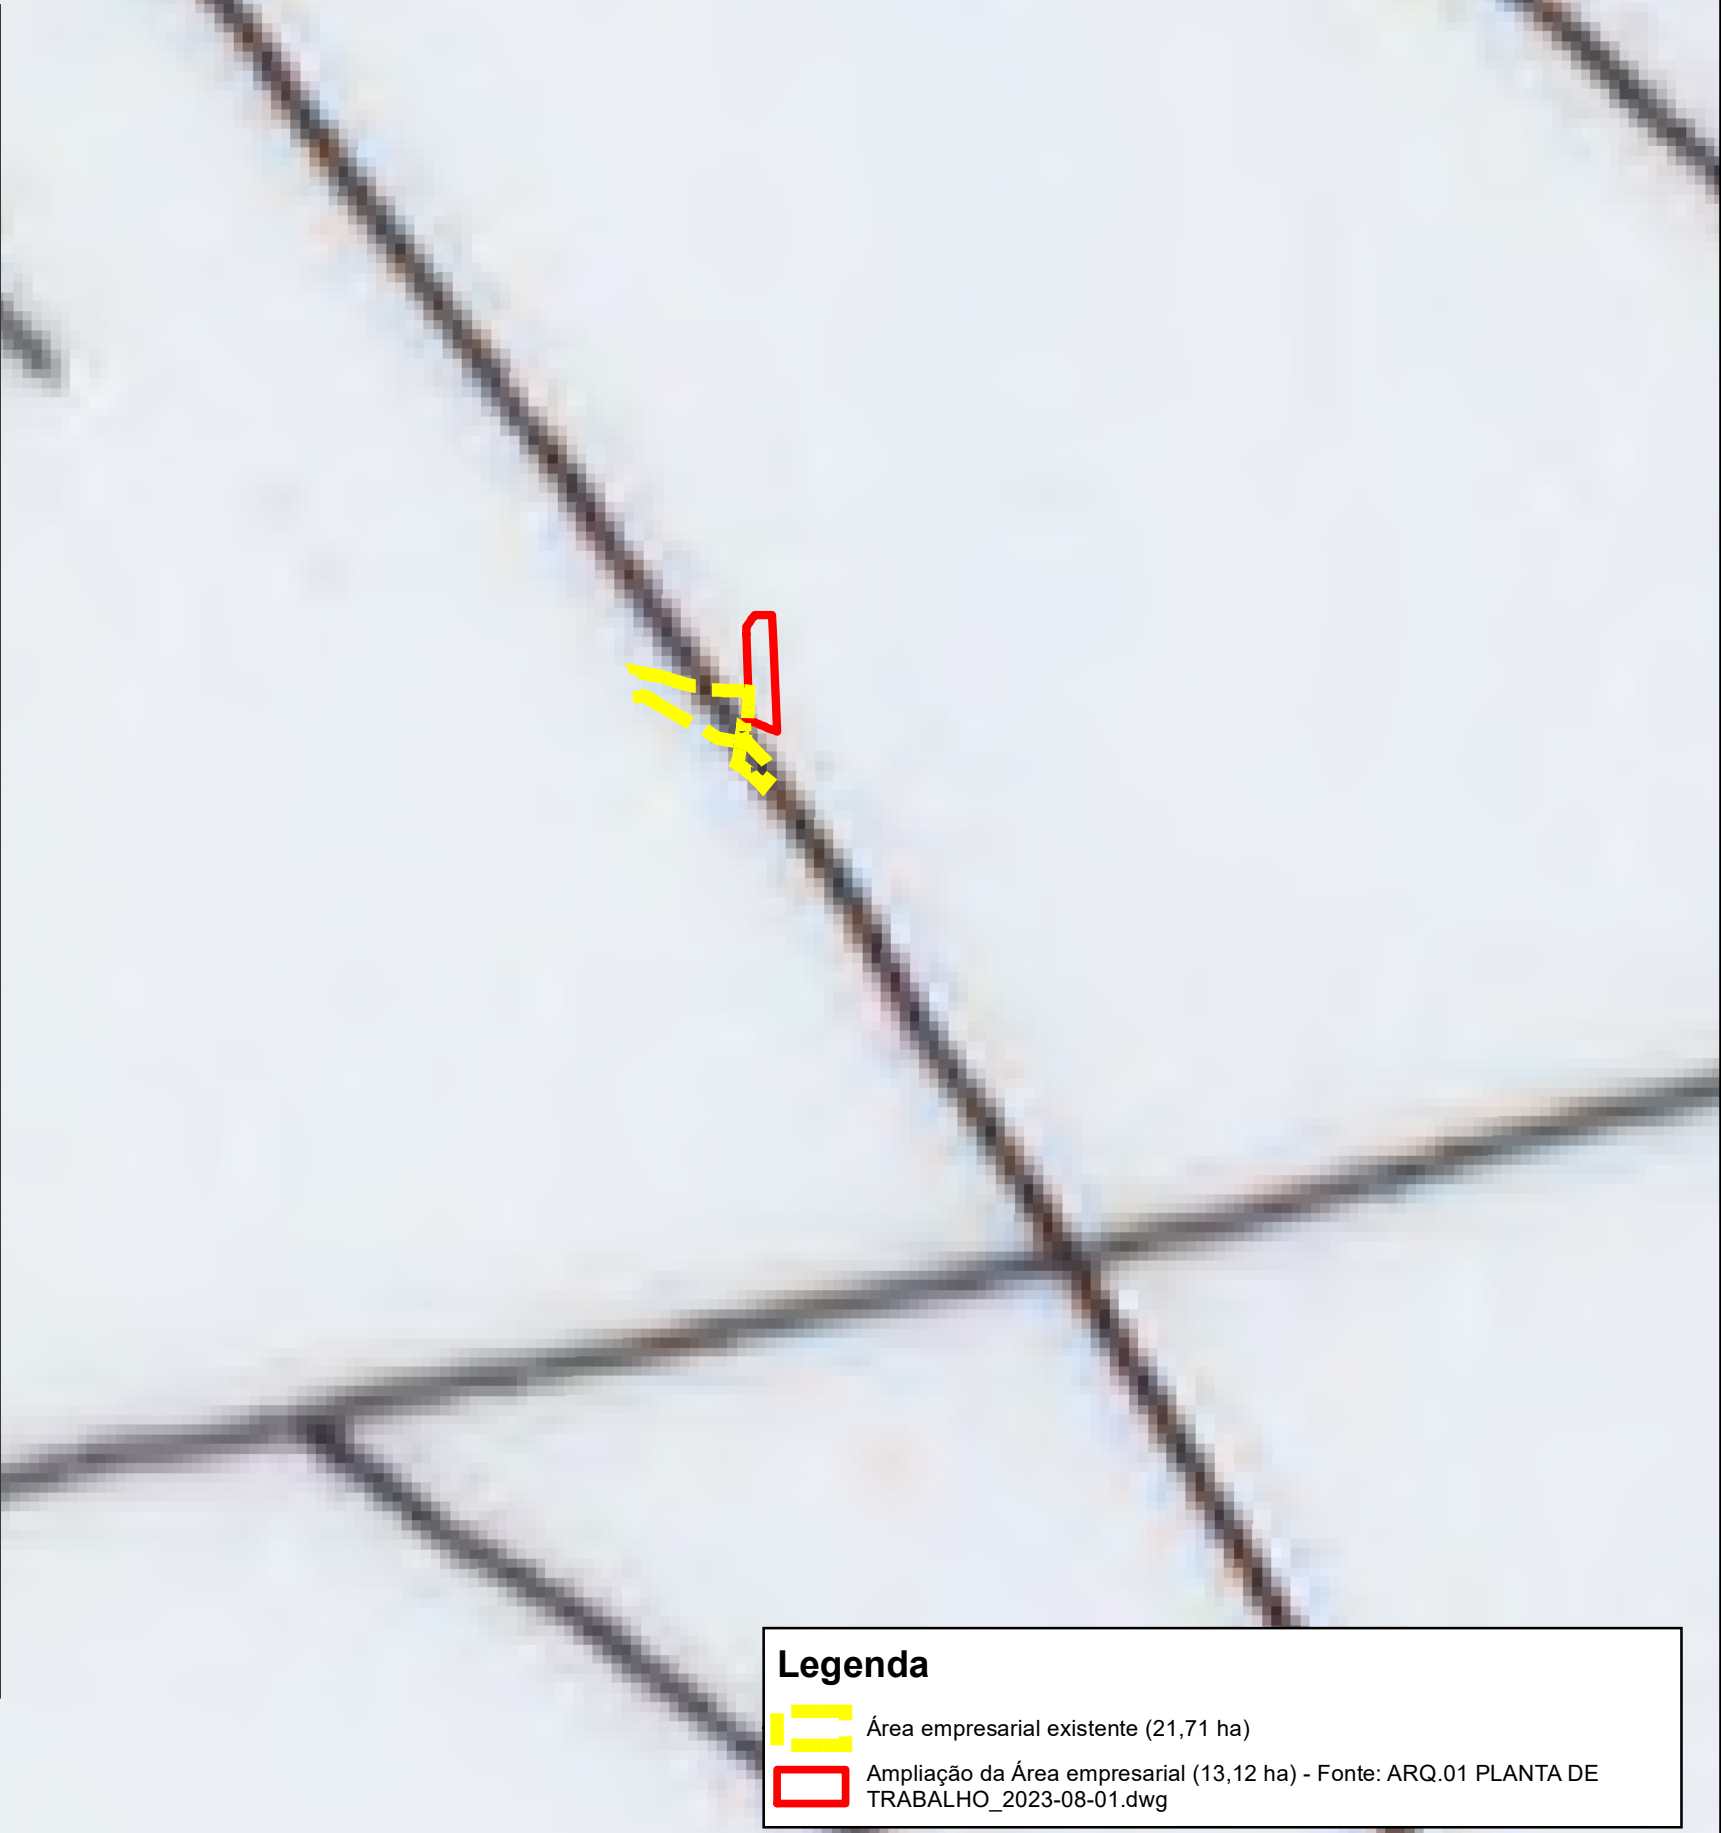 Legenda
Área empresarial existente (21,71 ha)
Ampliação da Área empresarial (13,12 ha) - Fonte: ARQ.01 PLANTA DE
TRABALHO_2023-08-01.dwg